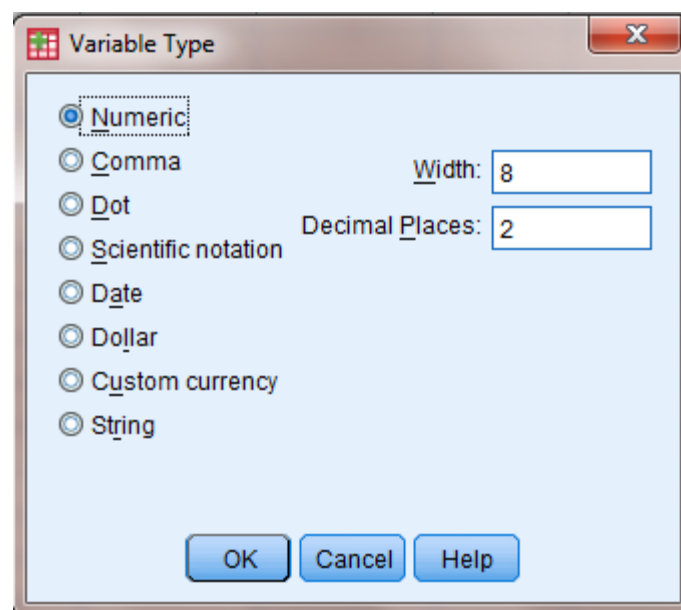 Variable Type
Numeric
Comma
Width: 8
Dot
Decimal Places: 2
Scientific notation
Date
Dollar
Custom currency
String
OK Cancel Help